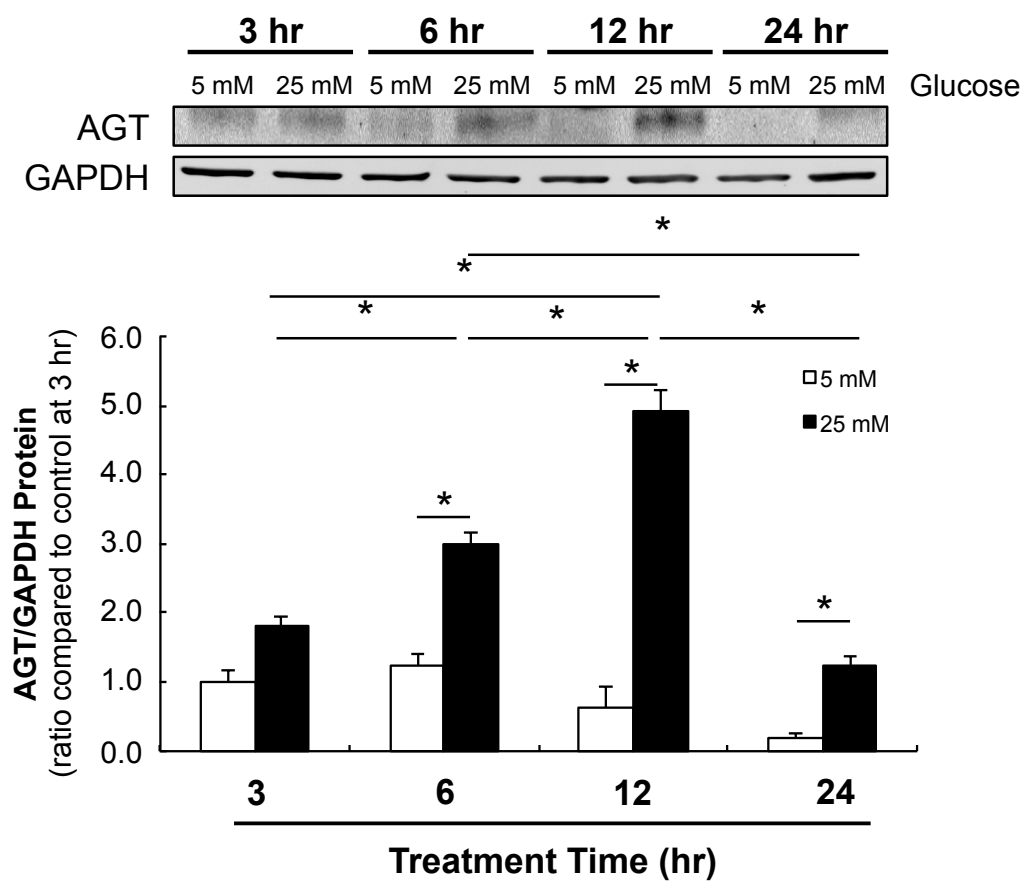 3 hr 6 hr 12 hr 24 hr
5 mM 25 mM 5 mM 25 mM 5 mM 25 mM 5 mM 25 mM Glucose
AGT
GAPDH
*
*
* * *
6.0
*
5 mM
5.0
25 mM
4.0
*
3.0
2.0
*
1.0
0.0
AGT/GAPDH Protein
(ratio compared to control at 3 hr)
3 6 12 24
Treatment Time (hr)